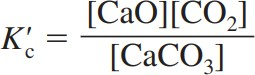 K′c = [CaO][CO₂] / [CaCO₃]